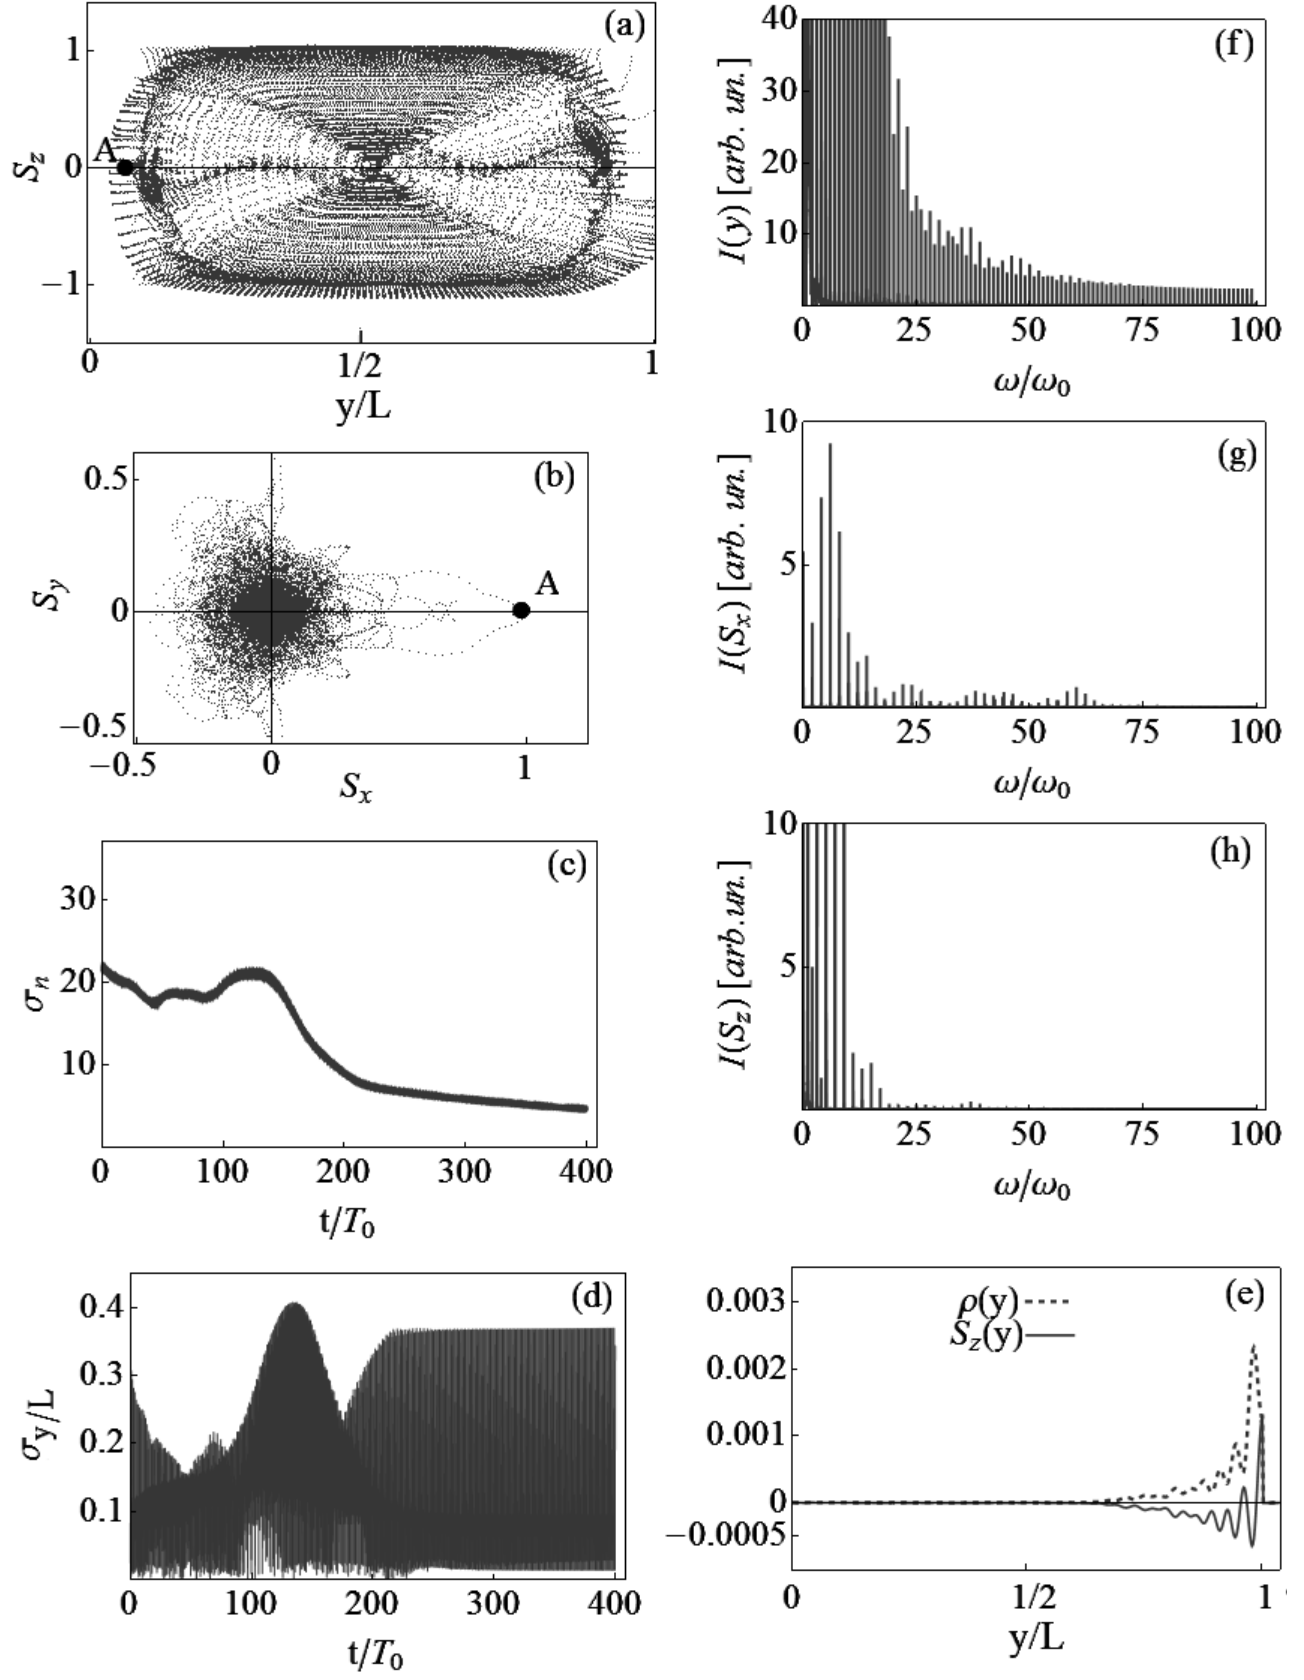 (a)
1
A
0
−1
S_z
0
1/2
1
y/L
(b)
0.5
A
0
−0.5
S_y
−0.5
0
1
S_x
(c)
30
20
10
σ_n
0
100
200
300
400
t/T_0
(d)
0.4
0.3
0.2
0.1
σ_y/L
0
100
200
300
400
t/T_0
(f)
40
30
20
10
I(y) [arb. un.]
0
25
50
75
100
ω/ω_0
(g)
10
5
I(S_x) [arb. un.]
0
25
50
75
100
ω/ω_0
(h)
10
5
I(S_z) [arb.un.]
0
25
50
75
100
ω/ω_0
(e)
ρ(y)
S_z(y)
0.003
0.002
0.001
0
−0.0005
0
1/2
1
y/L